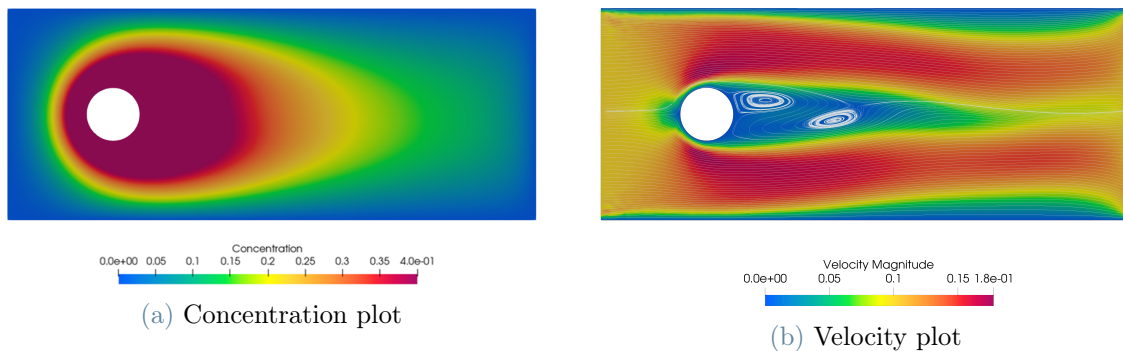 Concentration
0.0e+00 0.05 0.1 0.15 0.2 0.25 0.3 0.35 4.0e-01
(a) Concentration plot
Velocity Magnitude
0.0e+00 0.05 0.1 0.15 1.8e-01
(b) Velocity plot